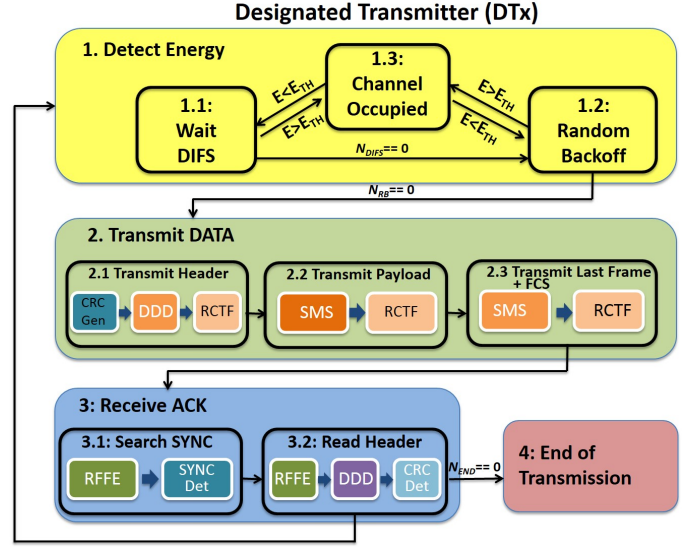 Designated Transmitter (DTx)
1. Detect Energy
1.3:
Channel
Occupied
E<E_TH
E>E_TH
E>E_TH
E<E_TH
1.1:
Wait
DIFS
1.2:
Random
Backoff
N_DIFS== 0
N_RB== 0
2. Transmit DATA
2.1 Transmit Header
CRC
Gen
DDD
RCTF
2.2 Transmit Payload
SMS
RCTF
2.3 Transmit Last Frame
+ FCS
SMS
RCTF
3: Receive ACK
3.1: Search SYNC
RFFE
SYNC
Det
3.2: Read Header
RFFE
DDD
CRC
Det
N_END== 0
4: End of
Transmission